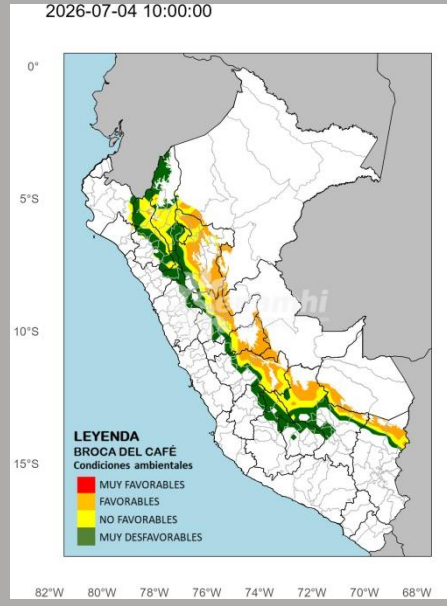 2026-07-04 10:00:00
0°
5°S
10°S
15°S
senamhi
LEYENDA
BROCA DEL CAFÉ
Condiciones ambientales
MUY FAVORABLES
FAVORABLES
NO FAVORABLES
MUY DESFAVORABLES
82°W 80°W 78°W 76°W 74°W 72°W 70°W 68°W